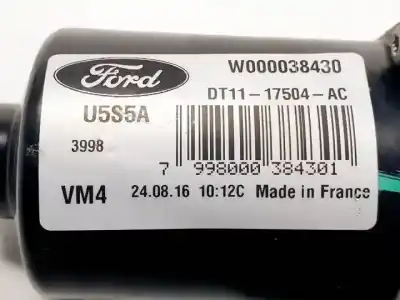 Ford
W000038430
DT11-17504-AC
U5S5A
3998
7 998000 384301
VM4 24.08.16 10:12C Made in France